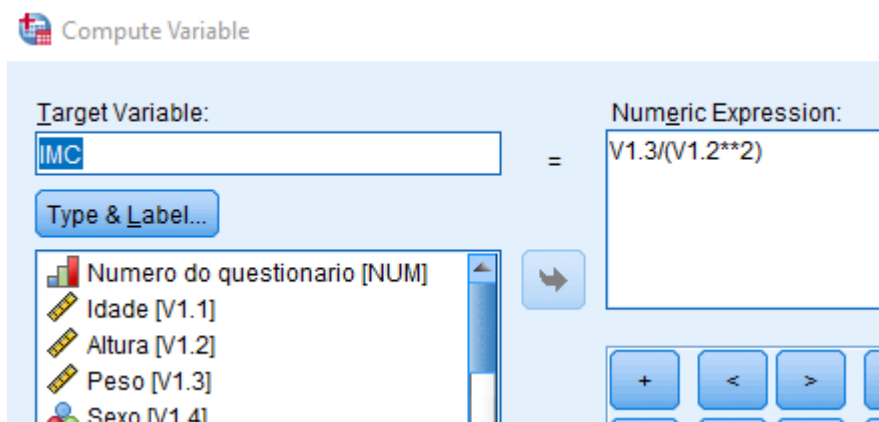 Compute Variable
Target Variable:
IMC
=
Numeric Expression:
V1.3/(V1.2**2)
Type & Label...
Numero do questionario [NUM]
Idade [V1.1]
Altura [V1.2]
Peso [V1.3]
Sexo [V1.4]
+
<
>